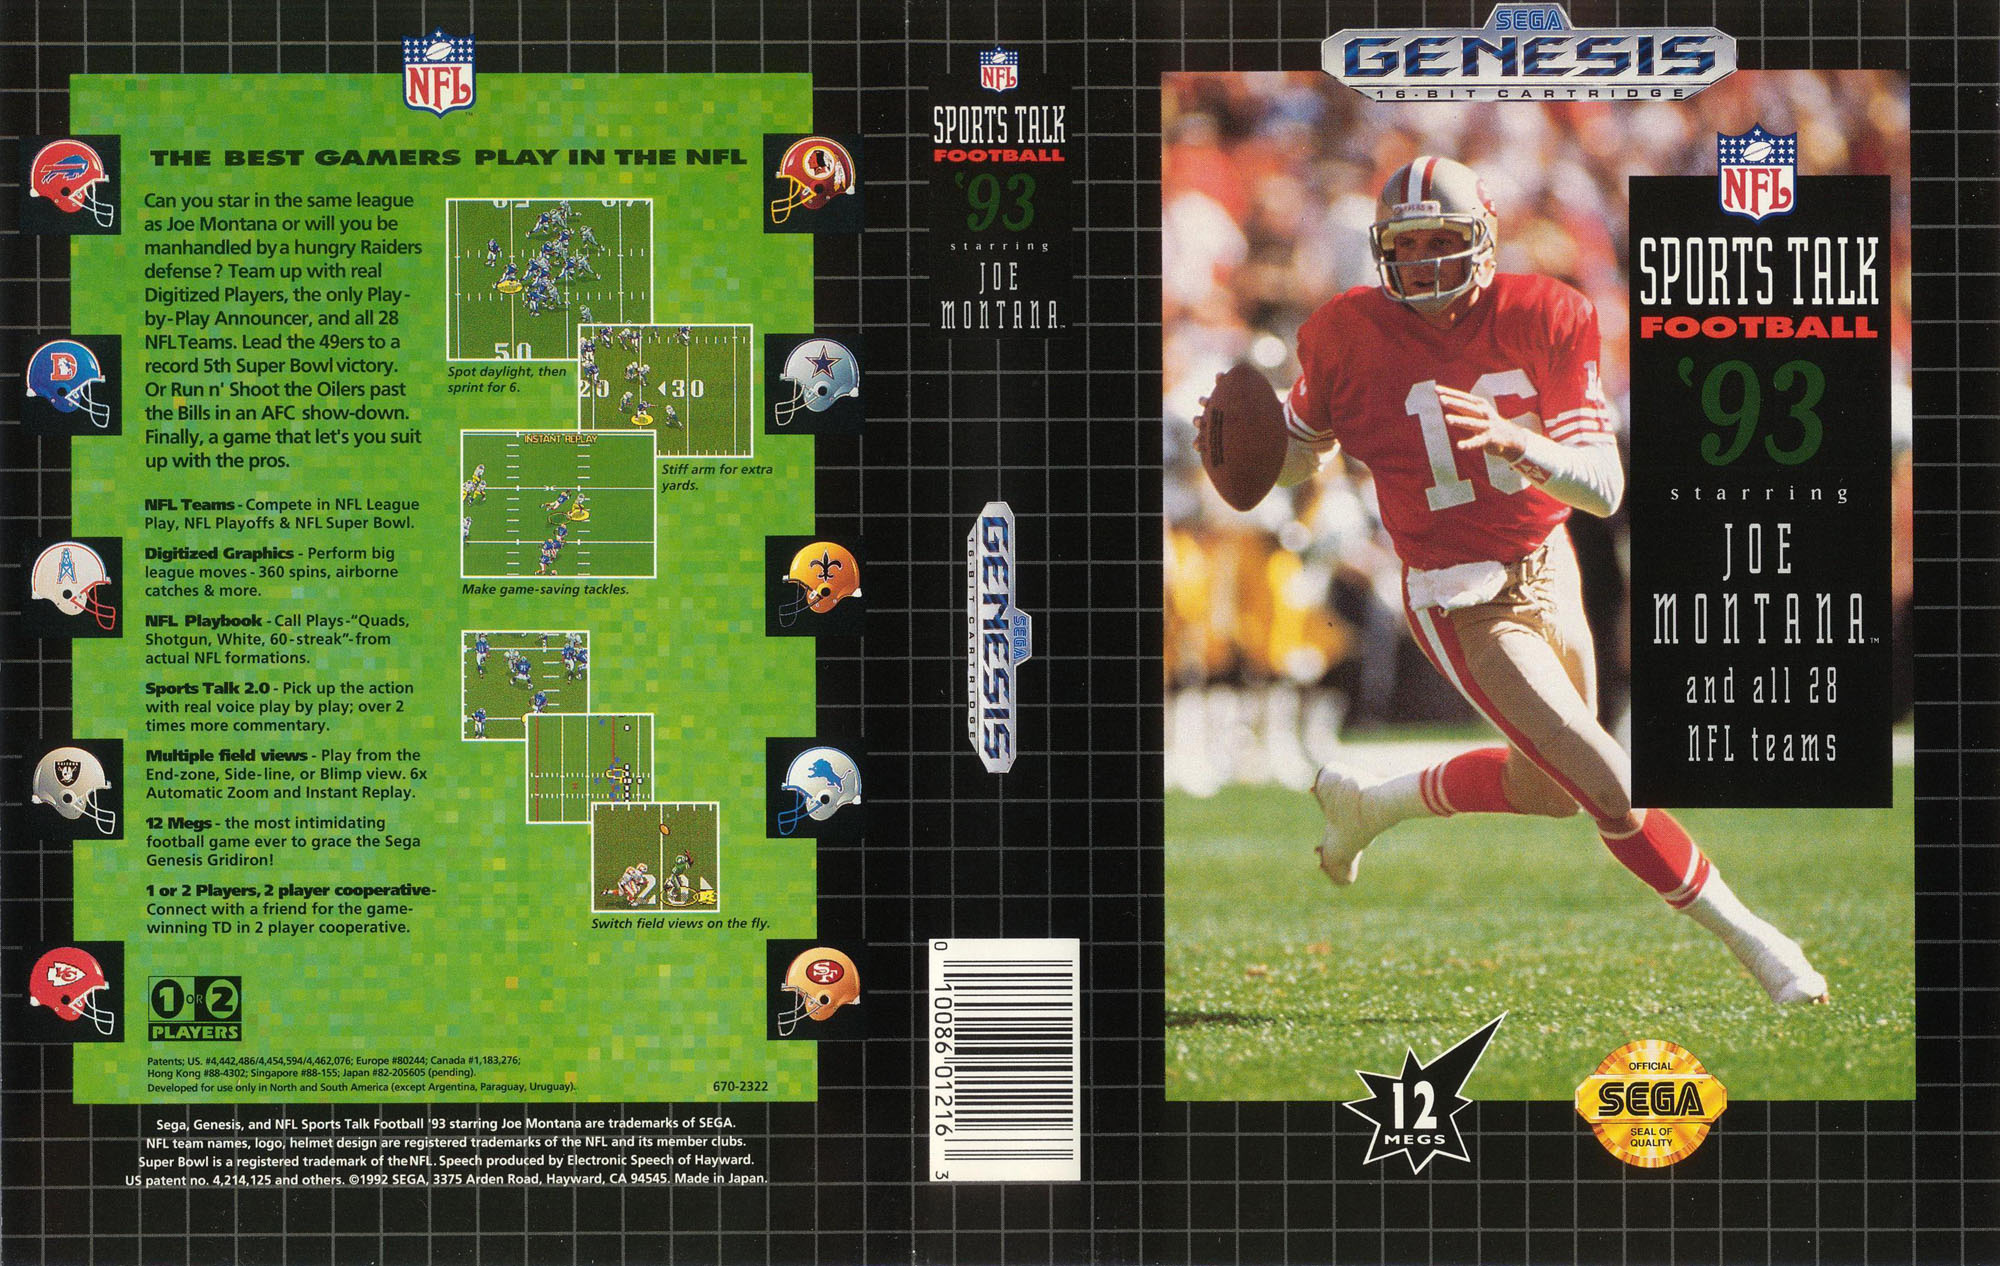 NFL
THE BEST GAMERS PLAY IN THE NFL
Can you star in the same league
as Joe Montana or will you be
manhandled by a hungry Raiders
defense? Team up with real
Digitized Players, the only Play-
by-Play Announcer, and all 28
NFL Teams. Lead the 49ers to a
record 5th Super Bowl victory.
Or Run n' Shoot the Oilers past
the Bills in an AFC show-down.
Finally, a game that let's you suit
up with the pros.
NFL Teams - Compete in NFL League
Play, NFL Playoffs & NFL Super Bowl.
Digitized Graphics - Perform big
league moves - 360 spins, airborne
catches & more.
NFL Playbook - Call Plays-"Quads,
Shotgun, White, 60-streak"-from
actual NFL formations.
Sports Talk 2.0 - Pick up the action
with real voice play by play; over 2
times more commentary.
Multiple field views - Play from the
End-zone, Side-line, or Blimp view. 6x
Automatic Zoom and Instant Replay.
12 Megs - the most intimidating
football game ever to grace the Sega
Genesis Gridiron!
1 or 2 Players, 2 player cooperative-
Connect with a friend for the game-
winning TD in 2 player cooperative.
50
Spot daylight, then
sprint for 6.
20 30
Stiff arm for extra
yards.
INSTANT REPLAY
Make game-saving tackles.
Switch field views on the fly.
1 OR 2
PLAYERS
Patents; US. #4,442,486/4,454,594/4,462,076; Europe #80244; Canada #1,183,276;
Hong Kong #88-4302; Singapore #88-155; Japan #82-205605 (pending).
Developed for use only in North and South America (except Argentina, Paraguay, Uruguay).
670-2322
Sega, Genesis, and NFL Sports Talk Football '93 starring Joe Montana are trademarks of SEGA.
NFL team names, logo, helmet design are registered trademarks of the NFL and its member clubs.
Super Bowl is a registered trademark of the NFL. Speech produced by Electronic Speech of Hayward.
US patent no. 4,214,125 and others. ©1992 SEGA, 3375 Arden Road, Hayward, CA 94545. Made in Japan.
NFL
SPORTS TALK
FOOTBALL
'93
starring
JOE
MONTANA™
SEGA
GENESIS
16-BIT CARTRIDGE
0 10086 01216 3
SEGA
GENESIS™
16-BIT CARTRIDGE
NFL
SPORTS TALK
FOOTBALL
'93
starring
JOE
MONTANA™
and all 28
NFL teams
16
12
MEGS
OFFICIAL
SEGA™
SEAL OF
QUALITY